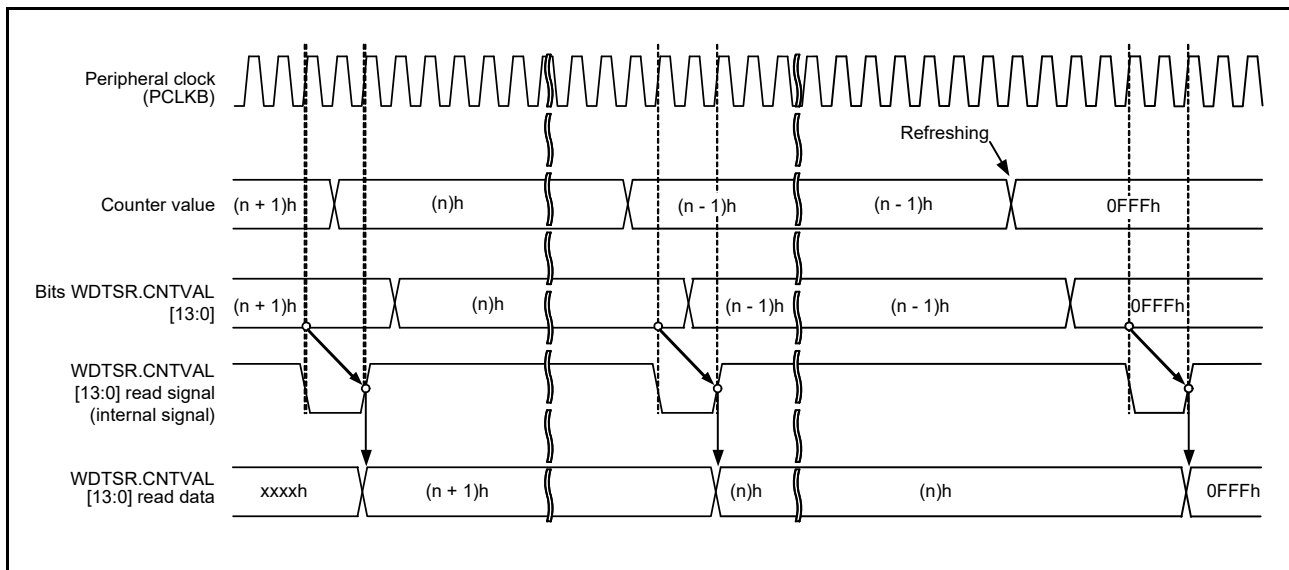 Peripheral clock
(PCLKB)
Refreshing
Counter value
(n + 1)h
(n)h
(n - 1)h
(n - 1)h
0FFFh
Bits WDTSR.CNTVAL
[13:0]
(n + 1)h
(n)h
(n - 1)h
(n - 1)h
0FFFh
WDTSR.CNTVAL
[13:0] read signal
(internal signal)
WDTSR.CNTVAL
[13:0] read data
xxxxh
(n + 1)h
(n)h
(n)h
0FFFh